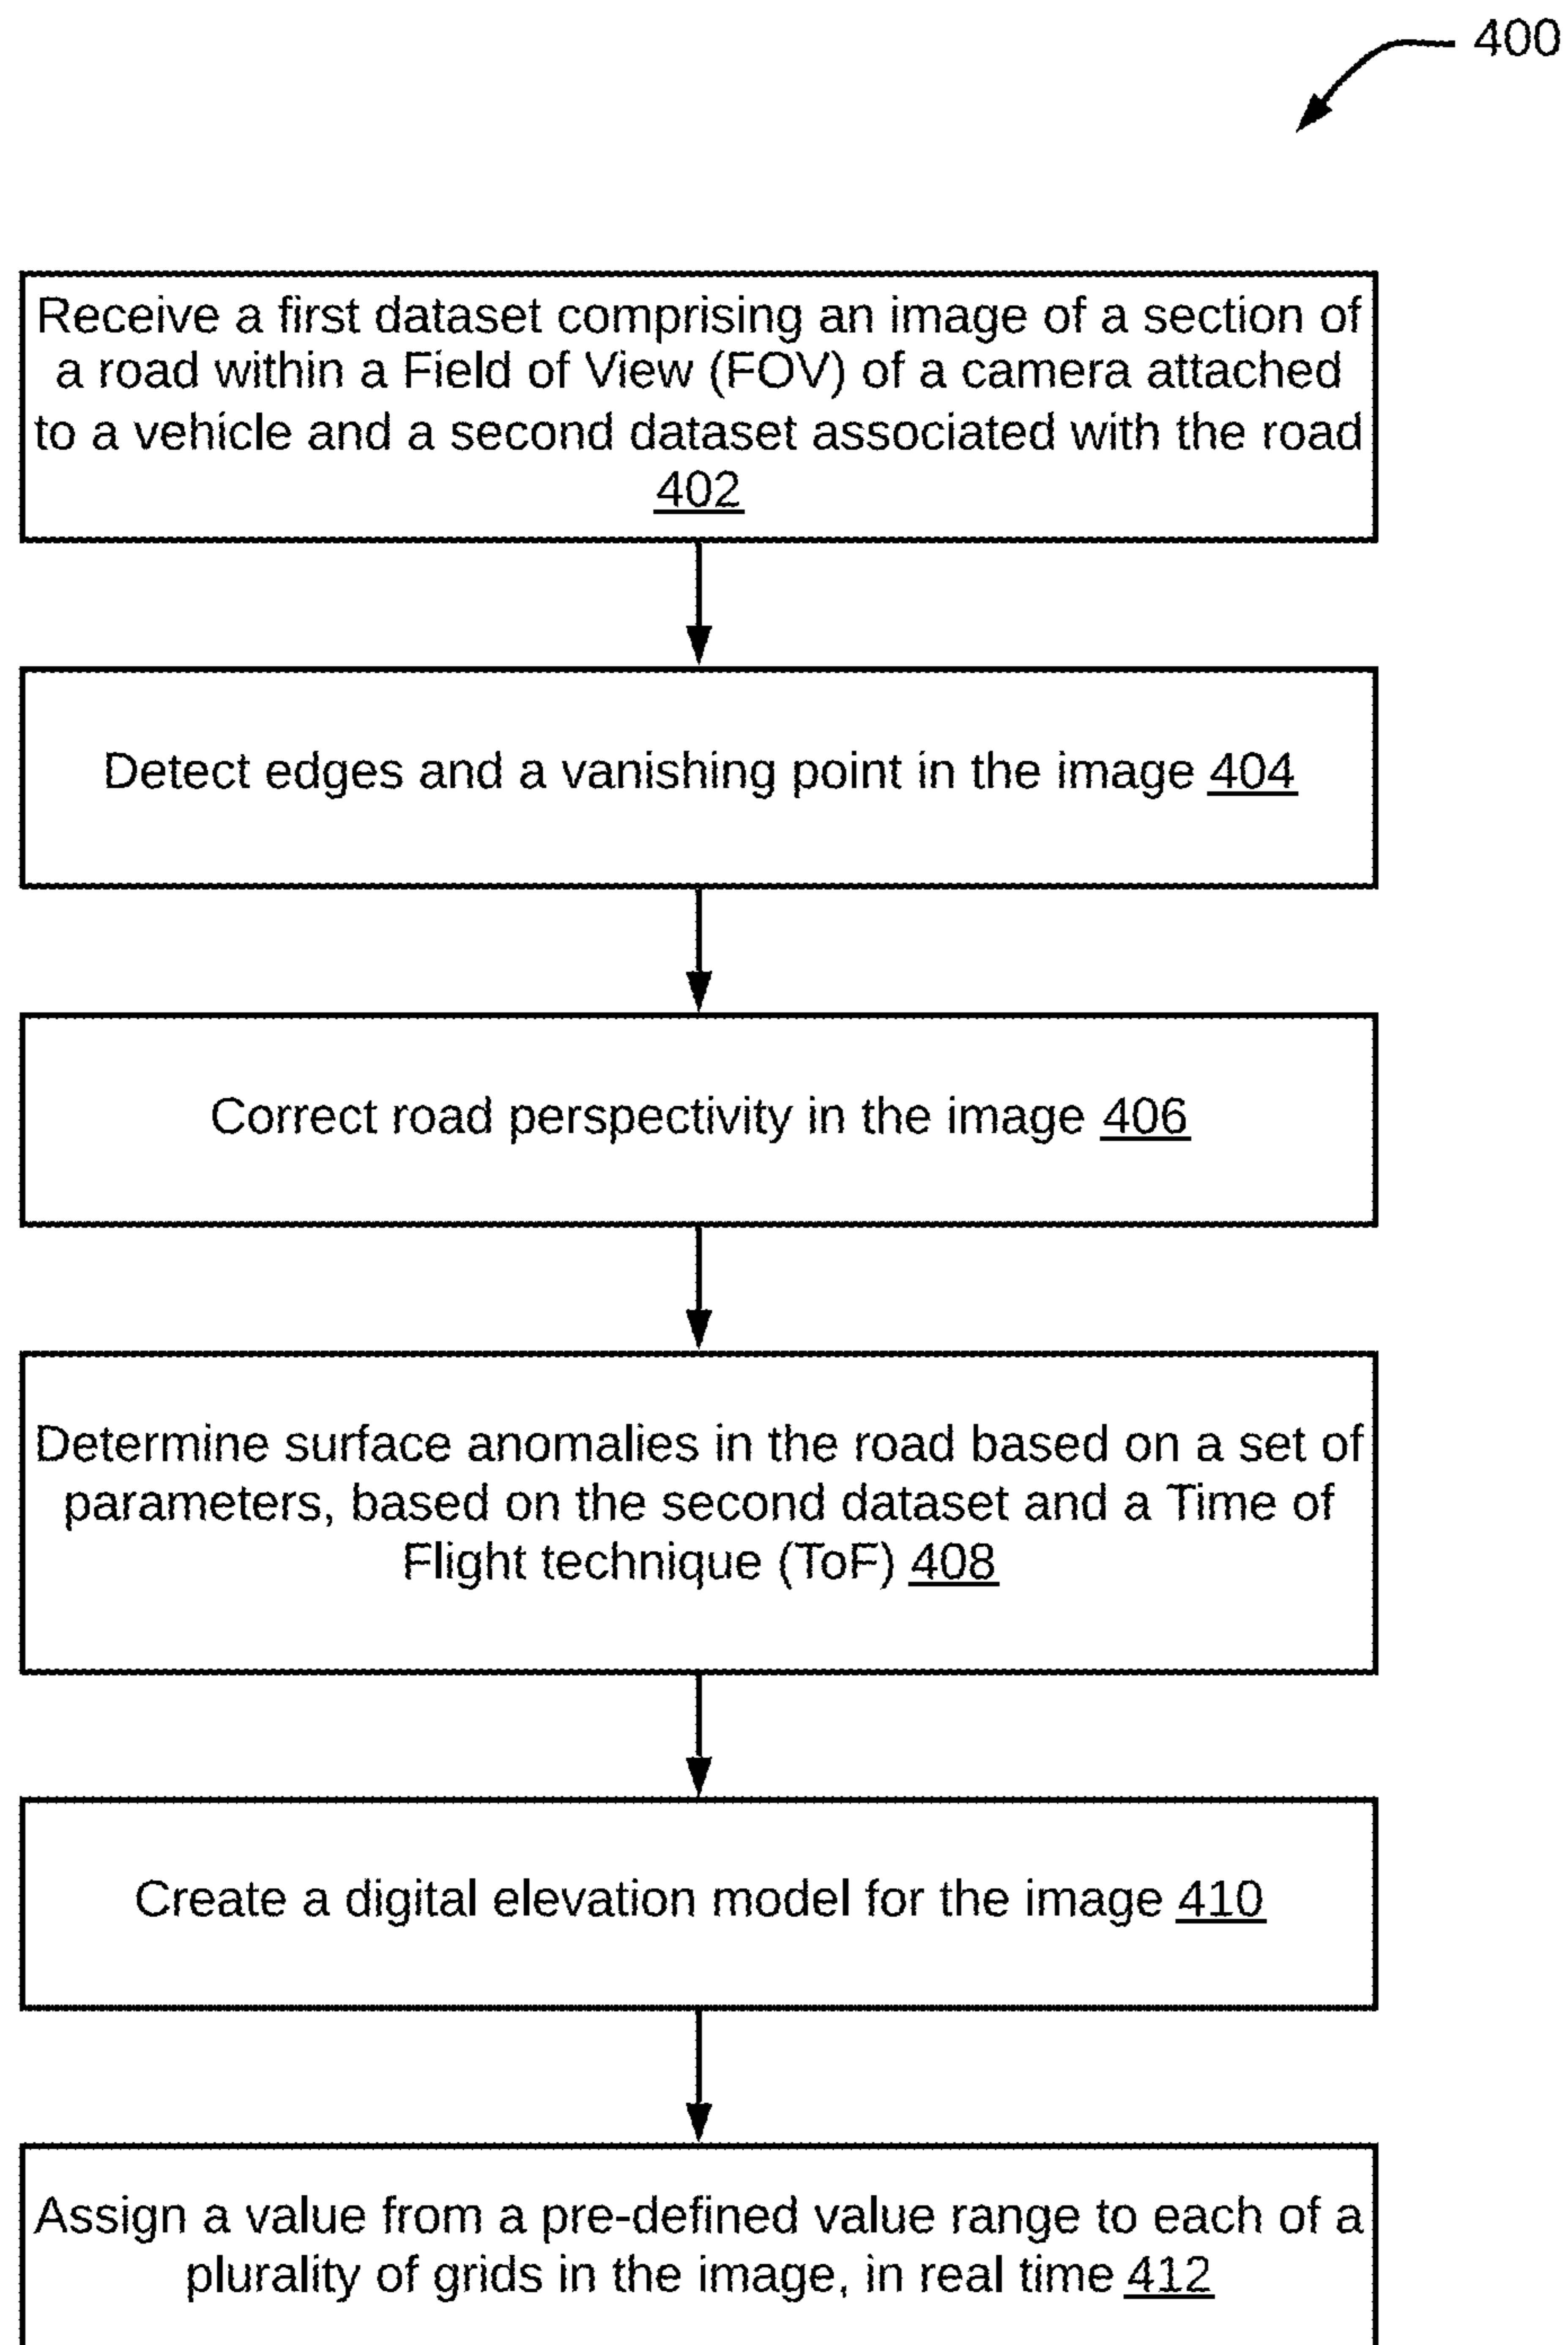 400
Receive a first dataset comprising an image of a section of
a road within a Field of View (FOV) of a camera attached
to a vehicle and a second dataset associated with the road
402
Detect edges and a vanishing point in the image 404
Correct road perspectivity in the image 406
Determine surface anomalies in the road based on a set of
parameters, based on the second dataset and a Time of
Flight technique (ToF) 408
Create a digital elevation model for the image 410
Assign a value from a pre-defined value range to each of a
plurality of grids in the image, in real time 412